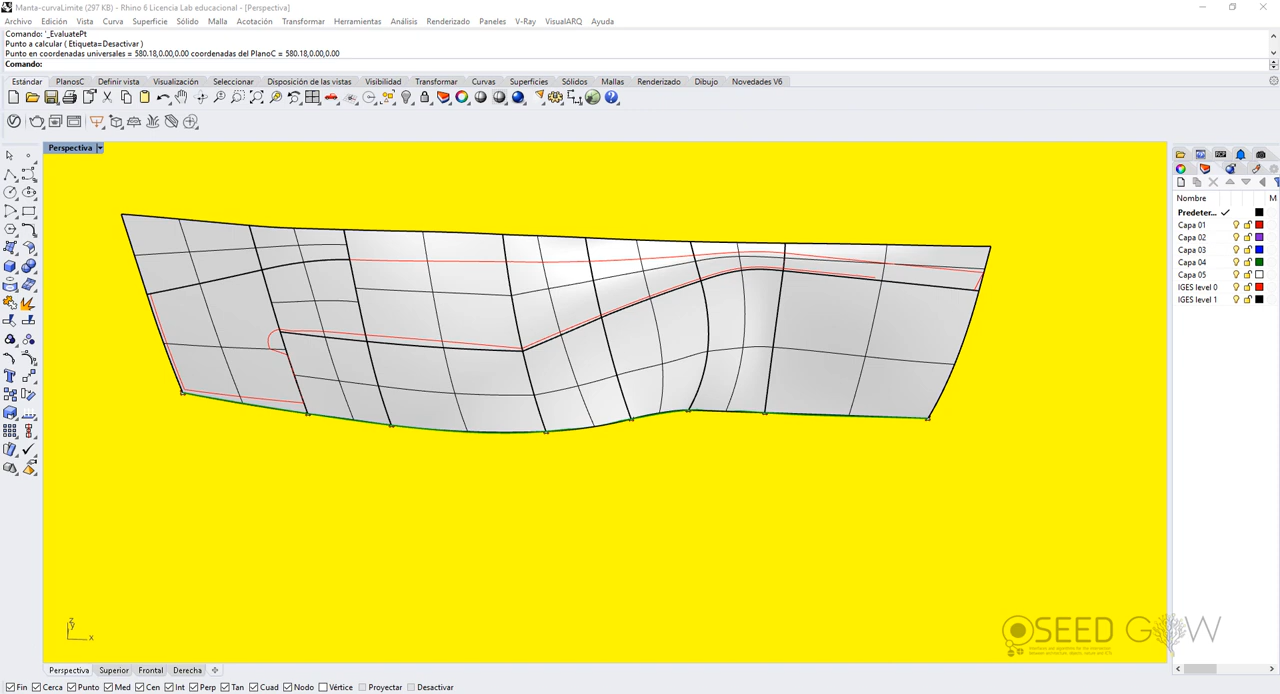 Manta-curvaLimite (297 KB) - Rhino 6 Licencia Lab educacional - [Perspectiva]
Archivo Edición Vista Curva Superficie Sólido Malla Acotación Transformar Herramientas Análisis Renderizado Paneles V-Ray VisualARQ Ayuda
Comando: '_EvaluatePt
Punto a calcular ( Etiqueta=Desactivar )
Punto en coordenadas universales = 580.18,0.00,0.00 coordenadas del PlanoC = 580.18,0.00,0.00
Comando:
Estándar PlanosC Definir vista Visualización Seleccionar Disposición de las vistas Visibilidad Transformar Curvas Superficies Sólidos Mallas Renderizado Dibujo Novedades V6
Perspectiva
Nombre M
Predeter...
Capa 01
Capa 02
Capa 03
Capa 04
Capa 05
IGES level 0
IGES level 1
z
y
x
SEED GROW
Perspectiva Superior Frontal Derecha
Fin Cerca Punto Med Cen Int Perp Tan Cuad Nodo Vértice Proyectar Desactivar